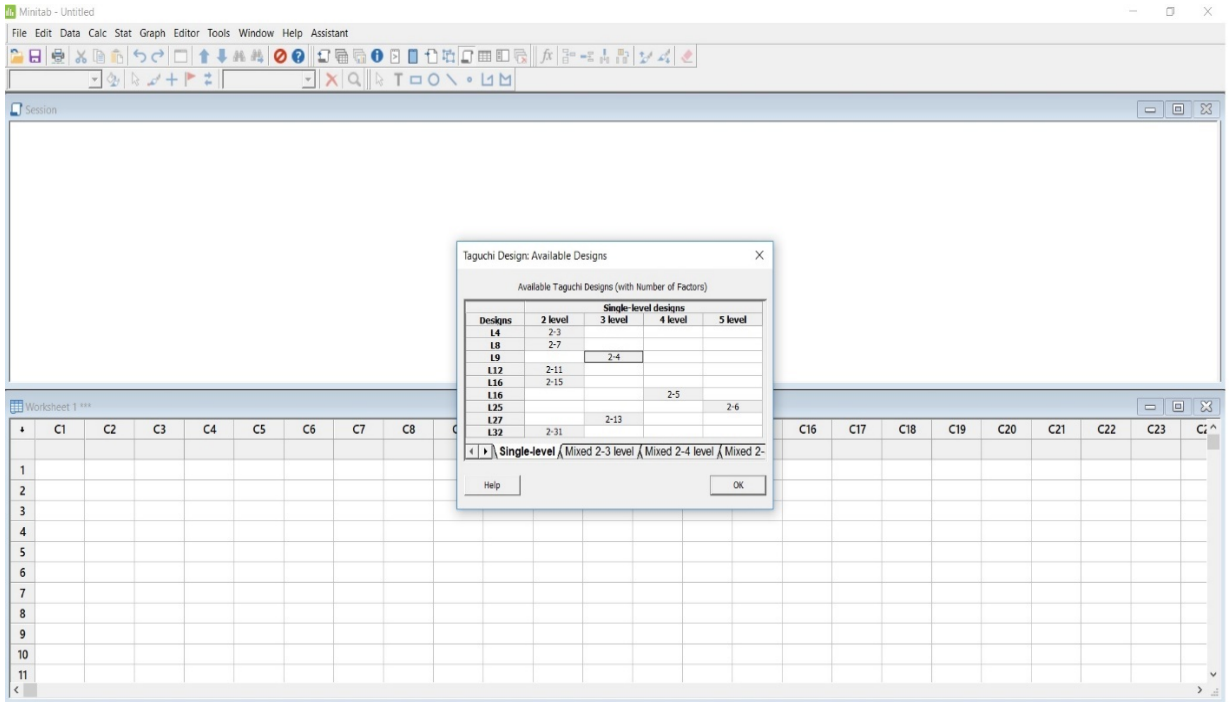 Minitab - Untitled
File Edit Data Calc Stat Graph Editor Tools Window Help Assistant
Session
Taguchi Design: Available Designs
Available Taguchi Designs (with Number of Factors)
Single-level designs
Designs 2 level 3 level 4 level 5 level
L4 2-3
L8 2-7
L9 2-4
L12 2-11
L16 2-15
L16 2-5
L25 2-6
L27 2-13
L32 2-31
Single-level Mixed 2-3 level Mixed 2-4 level Mixed 2-
Help OK
Worksheet 1 ***
C1 C2 C3 C4 C5 C6 C7 C8 C16 C17 C18 C19 C20 C21 C22 C23
1
2
3
4
5
6
7
8
9
10
11